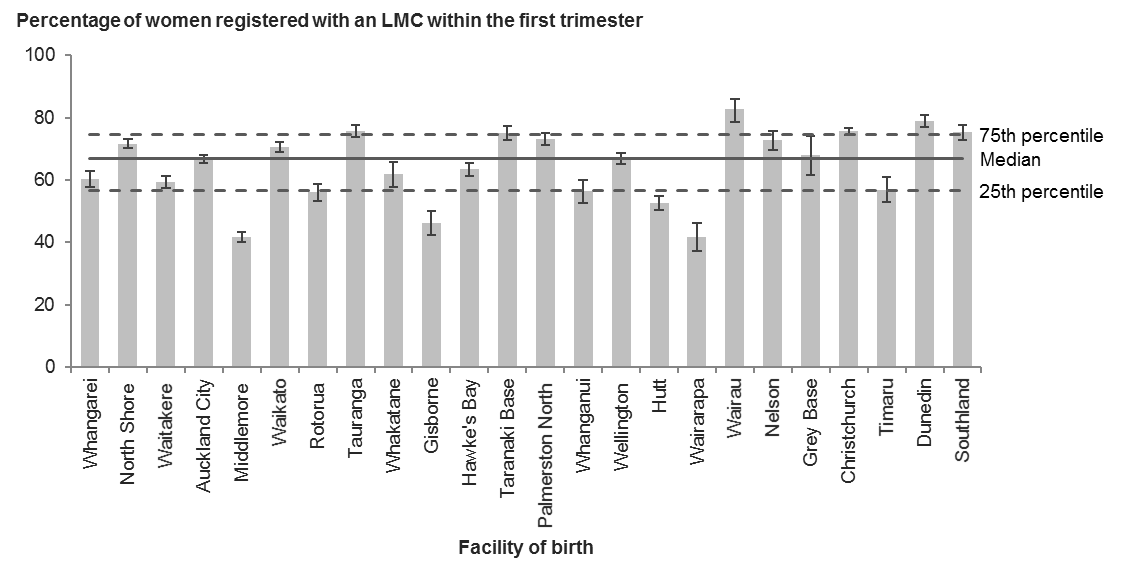 Percentage of women registered with an LMC within the first trimester
100
80
60
40
20
0
75th percentile
Median
25th percentile
Whangarei
North Shore
Waitakere
Auckland City
Middlemore
Waikato
Rotorua
Tauranga
Whakatane
Gisborne
Hawke's Bay
Taranaki Base
Palmerston North
Whanganui
Wellington
Hutt
Wairarapa
Wairau
Nelson
Grey Base
Christchurch
Timaru
Dunedin
Southland
Facility of birth